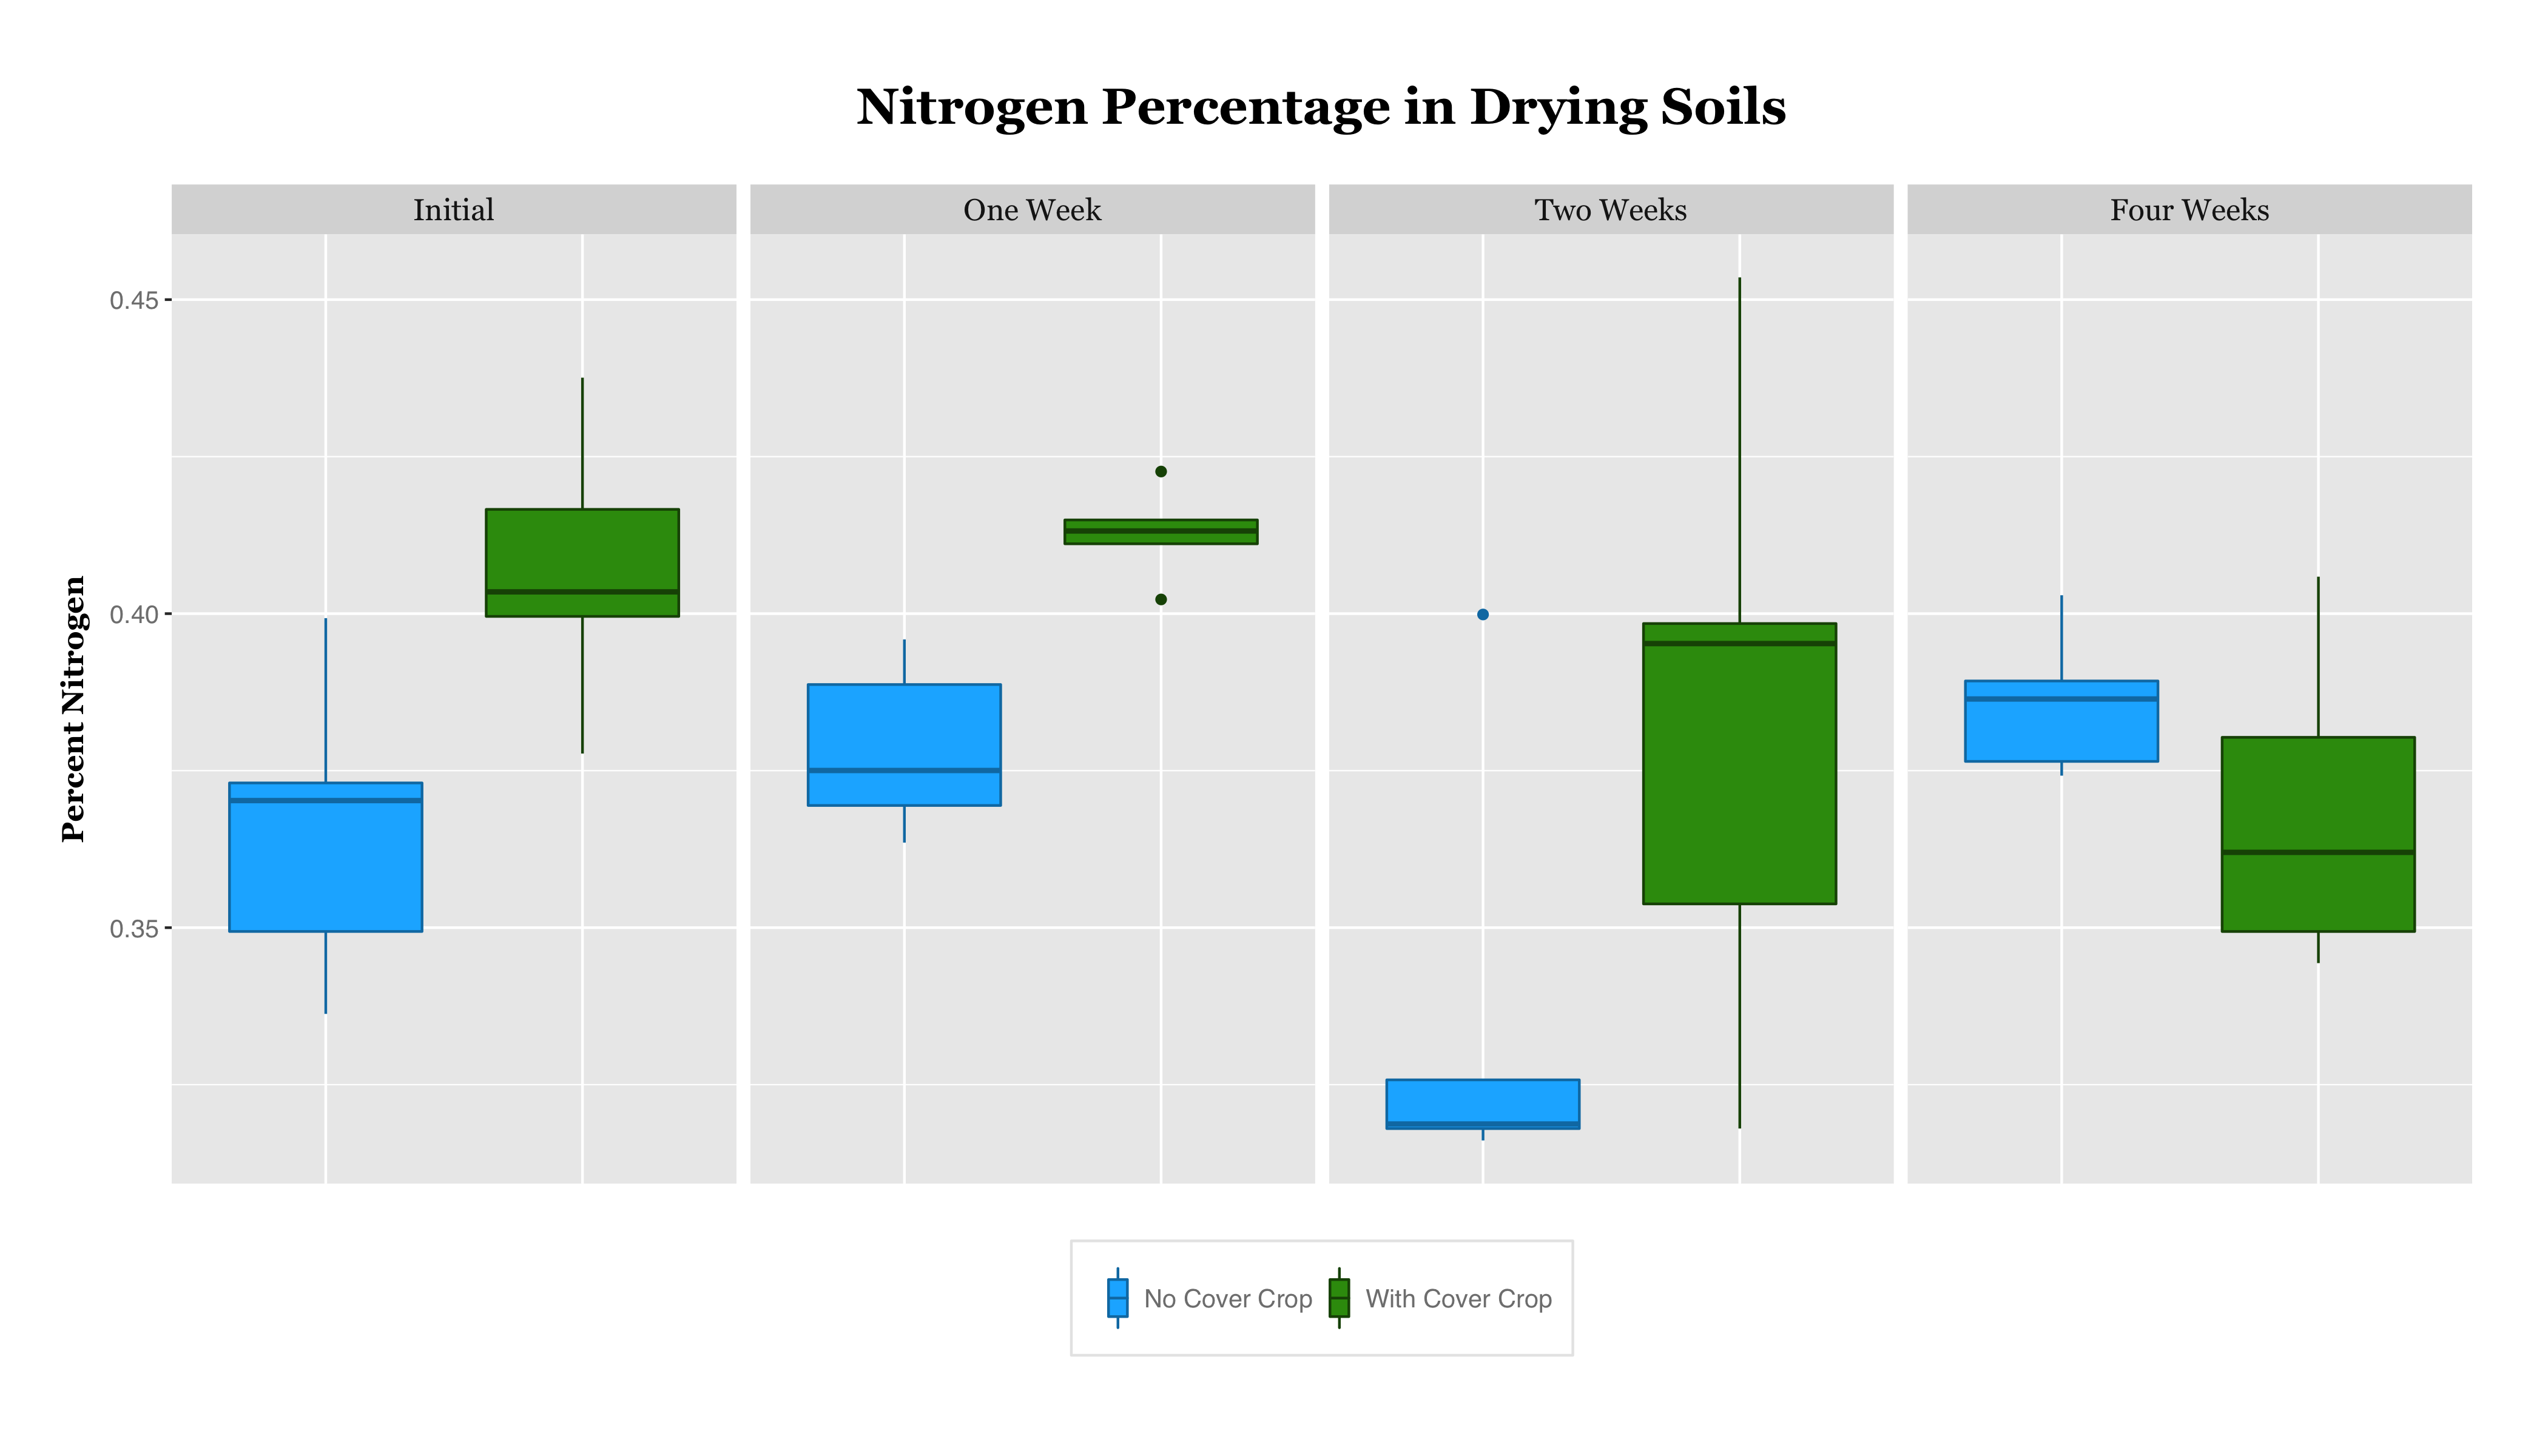 Nitrogen Percentage in Drying Soils
Initial
One Week
Two Weeks
Four Weeks
Percent Nitrogen
0.45
0.40
0.35
No Cover Crop
With Cover Crop